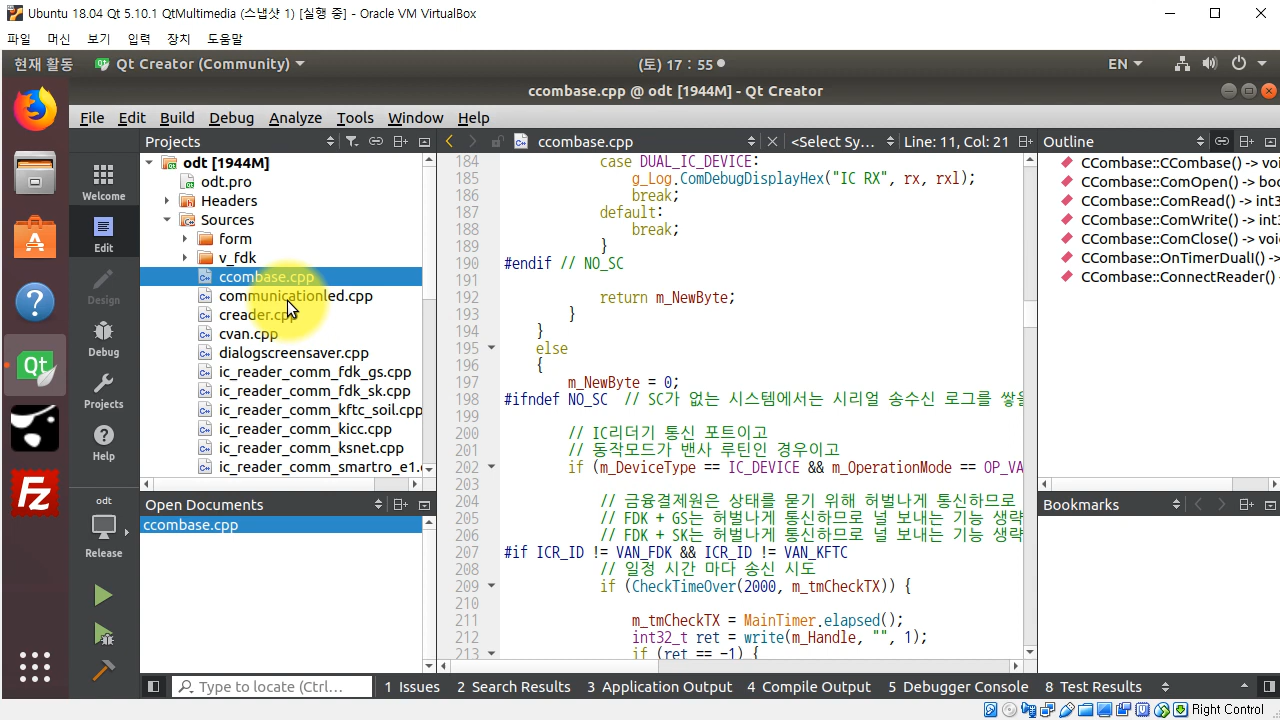 Ubuntu 18.04 Qt 5.10.1 QtMultimedia (스냅샷 1) [실행 중] - Oracle VM VirtualBox
파일 머신 보기 입력 장치 도움말
현재 활동 Qt Creator (Community) (토) 17 : 55 EN
ccombase.cpp @ odt [1944M] - Qt Creator
File Edit Build Debug Analyze Tools Window Help
Projects ccombase.cpp <Select Sy... Line: 11, Col: 21 Outline
Welcome
Edit
Design
Debug
Projects
Help
odt
Release
odt [1944M]
odt.pro
Headers
Sources
form
v_fdk
ccombase.cpp
communicationled.cpp
creader.cpp
cvan.cpp
dialogscreensaver.cpp
ic_reader_comm_fdk_gs.cpp
ic_reader_comm_fdk_sk.cpp
ic_reader_comm_kftc_soil.cpp
ic_reader_comm_kicc.cpp
ic_reader_comm_ksnet.cpp
ic_reader_comm_smartro_e1.
Open Documents
ccombase.cpp
184 case DUAL_IC_DEVICE:
185 g_Log.ComDebugDisplayHex("IC RX", rx, rxl);
186 break;
187 default:
188 break;
189 }
190 #endif // NO_SC
191
192 return m_NewByte;
193 }
194 }
195 else
196 {
197 m_NewByte = 0;
198 #ifndef NO_SC // SC가 없는 시스템에서는 시리얼 송수신 로그를 쌓을
199
200 // IC리더기 통신 포트이고
201 // 동작모드가 밴사 루틴인 경우이고
202 if (m_DeviceType == IC_DEVICE && m_OperationMode == OP_VA
203
204 // 금융결제원은 상태를 묻기 위해 허벌나게 통신하므로
205 // FDK + GS는 허벌나게 통신하므로 널 보내는 기능 생략
206 // FDK + SK는 허벌나게 통신하므로 널 보내는 기능 생략
207 #if ICR_ID != VAN_FDK && ICR_ID != VAN_KFTC
208 // 일정 시간 마다 송신 시도
209 if (CheckTimeOver(2000, m_tmCheckTX)) {
210
211 m_tmCheckTX = MainTimer.elapsed();
212 int32_t ret = write(m_Handle, "", 1);
213 if (ret == -1) {
CCombase::CCombase() -> vo
CCombase::ComOpen() -> boo
CCombase::ComRead() -> int3
CCombase::ComWrite() -> int3
CCombase::ComClose() -> voi
CCombase::OnTimerDual() ->
CCombase::ConnectReader() -
Bookmarks
Type to locate (Ctrl... 1 Issues 2 Search Results 3 Application Output 4 Compile Output 5 Debugger Console 8 Test Results
Right Control